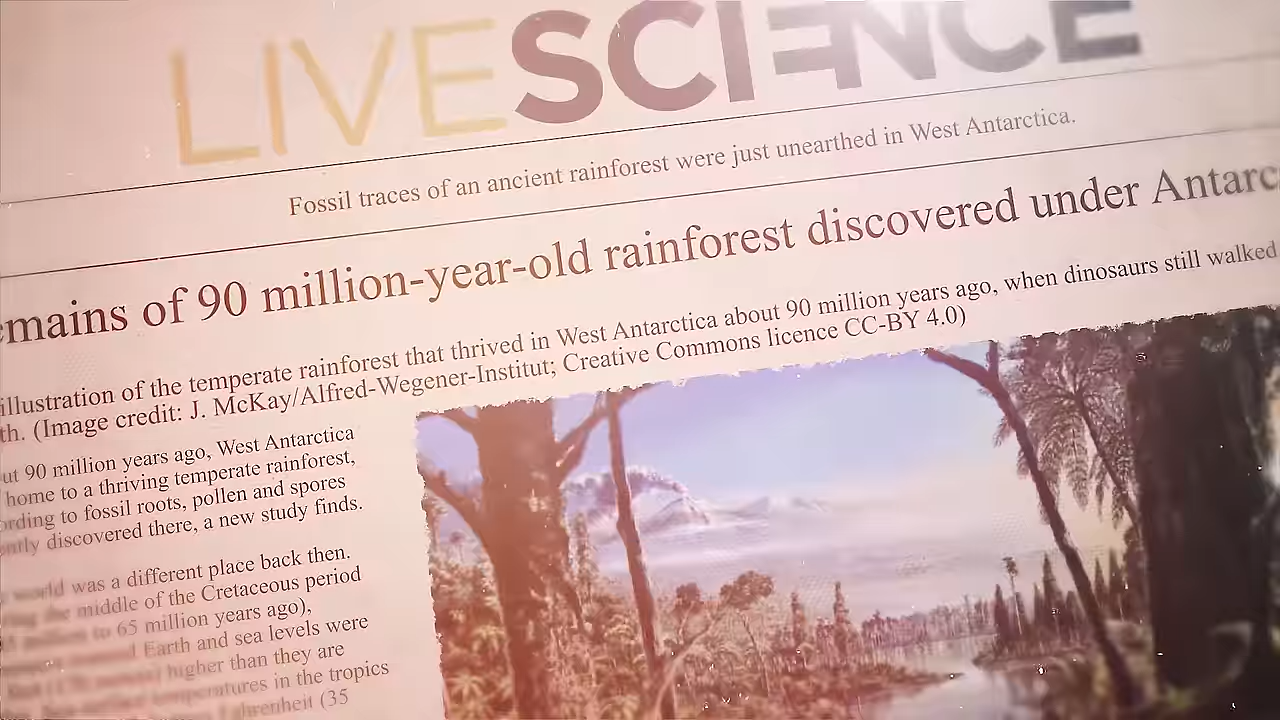 LIVESCIENCE
Fossil traces of an ancient rainforest were just unearthed in West Antarctica.
mains of 90 million-year-old rainforest discovered under Antarc
illustration of the temperate rainforest that thrived in West Antarctica about 90 million years ago, when dinosaurs still walked
th. (Image credit: J. McKay/Alfred-Wegener-Institut; Creative Commons licence CC-BY 4.0)
ut 90 million years ago, West Antarctica
home to a thriving temperate rainforest,
ording to fossil roots, pollen and spores
ently discovered there, a new study finds.
world was a different place back then.
ing the middle of the Cretaceous period
to 65 million years ago),
Earth and sea levels were
higher than they are
temperatures in the tropics
Fahrenheit (35